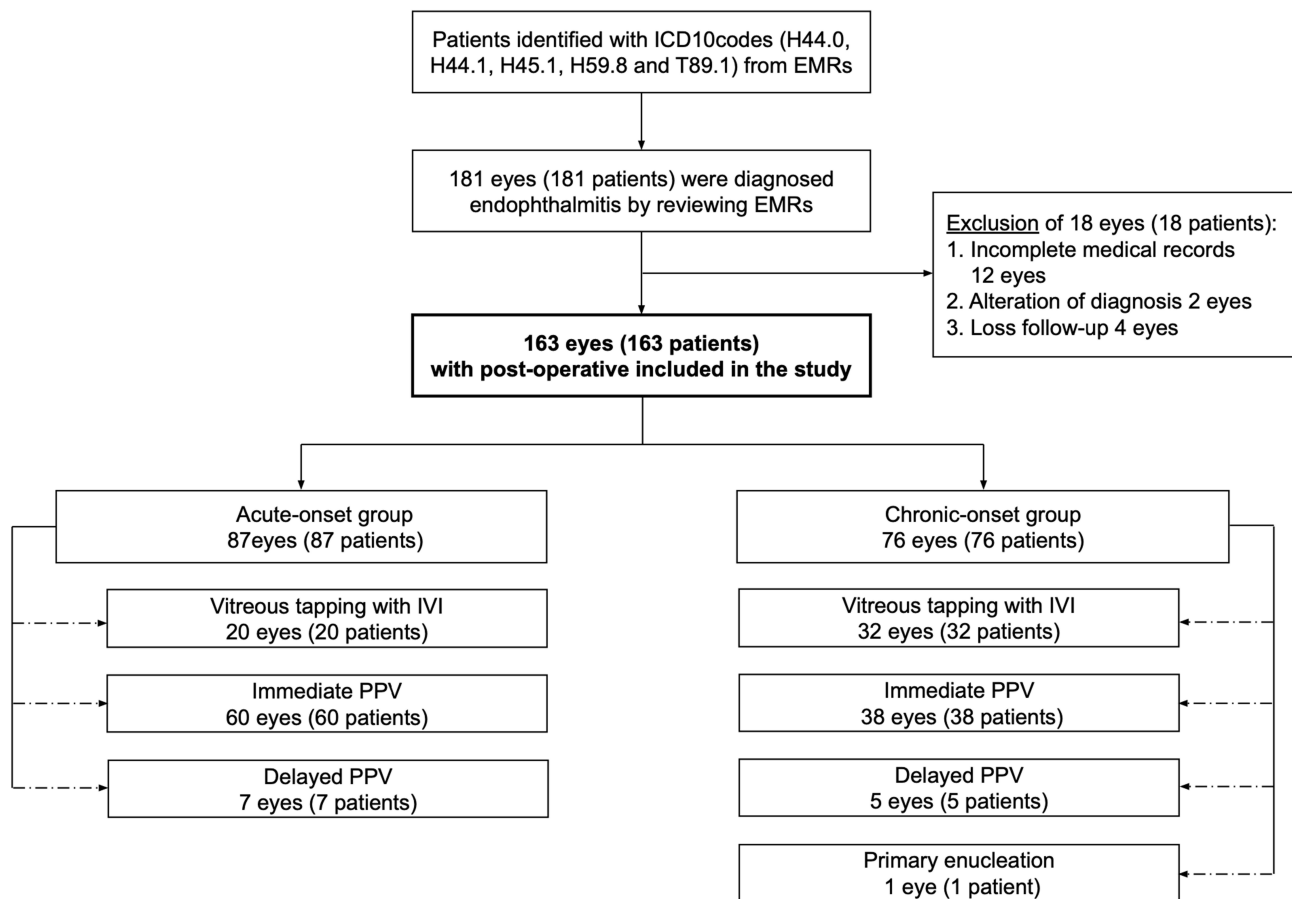 Patients identified with ICD10codes (H44.0,
H44.1, H45.1, H59.8 and T89.1) from EMRs
181 eyes (181 patients) were diagnosed
endophthalmitis by reviewing EMRs
Exclusion of 18 eyes (18 patients):
1. Incomplete medical records
12 eyes
2. Alteration of diagnosis 2 eyes
3. Loss follow-up 4 eyes
163 eyes (163 patients)
with post-operative included in the study
Acute-onset group
87eyes (87 patients)
Vitreous tapping with IVI
20 eyes (20 patients)
Immediate PPV
60 eyes (60 patients)
Delayed PPV
7 eyes (7 patients)
Chronic-onset group
76 eyes (76 patients)
Vitreous tapping with IVI
32 eyes (32 patients)
Immediate PPV
38 eyes (38 patients)
Delayed PPV
5 eyes (5 patients)
Primary enucleation
1 eye (1 patient)